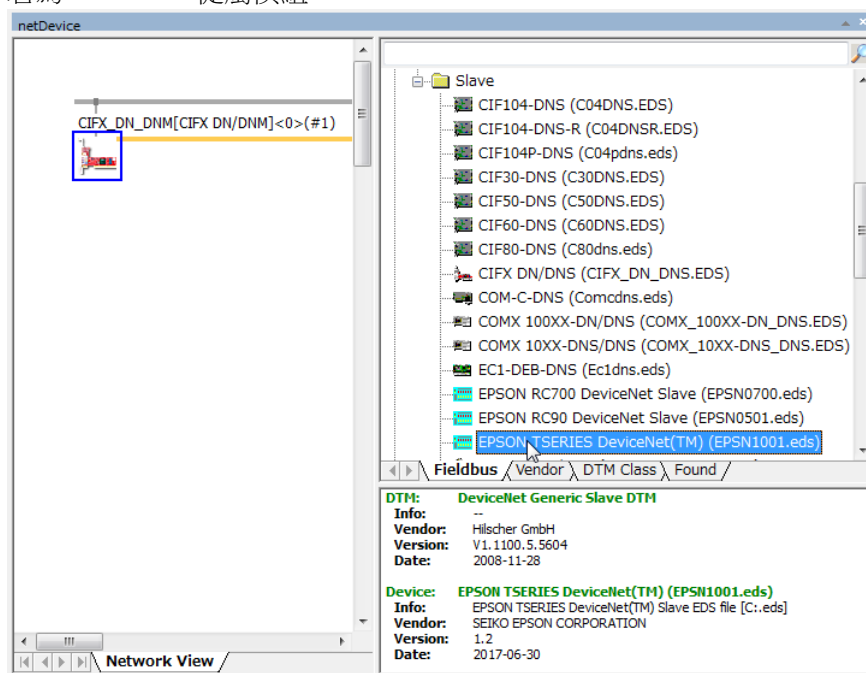 netDevice
CIFX_DN_DNM[CIFX DN/DNM]<0>(#1)
Network View
Slave
CIF104-DNS (C04DNS.EDS)
CIF104-DNS-R (C04DNSR.EDS)
CIF104P-DNS (C04pdns.eds)
CIF30-DNS (C30DNS.EDS)
CIF50-DNS (C50DNS.EDS)
CIF60-DNS (C60DNS.EDS)
CIF80-DNS (C80dns.eds)
CIFX DN/DNS (CIFX_DN_DNS.EDS)
COM-C-DNS (Comcdns.eds)
COMX 100XX-DN/DNS (COMX_100XX-DN_DNS.EDS)
COMX 10XX-DNS/DNS (COMX_10XX-DNS_DNS.EDS)
EC1-DEB-DNS (Ec1dns.eds)
EPSON RC700 DeviceNet Slave (EPSN0700.eds)
EPSON RC90 DeviceNet Slave (EPSN0501.eds)
EPSON TSERIES DeviceNet(TM) (EPSN1001.eds)
Fieldbus Vendor DTM Class Found
DTM: DeviceNet Generic Slave DTM
Info: --
Vendor: Hilscher GmbH
Version: V1.1100.5.5604
Date: 2008-11-28
Device: EPSON TSERIES DeviceNet(TM) (EPSN1001.eds)
Info: EPSON TSERIES DeviceNet(TM) Slave EDS file [C:.eds]
Vendor: SEIKO EPSON CORPORATION
Version: 1.2
Date: 2017-06-30